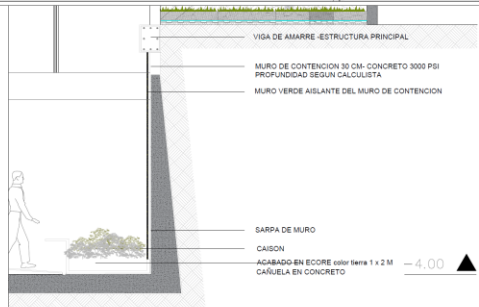 VIGA DE AMARRE -ESTRUCTURA PRINCIPAL
MURO DE CONTENCION 30 CM- CONCRETO 3000 PSI
PROFUNDIDAD SEGUN CALCULISTA
MURO VERDE AISLANTE DEL MURO DE CONTENCION
SARPA DE MURO
CAISON
ACABADO EN ECORE color tierra 1 x 2 M
CAÑUELA EN CONCRETO
-4.00